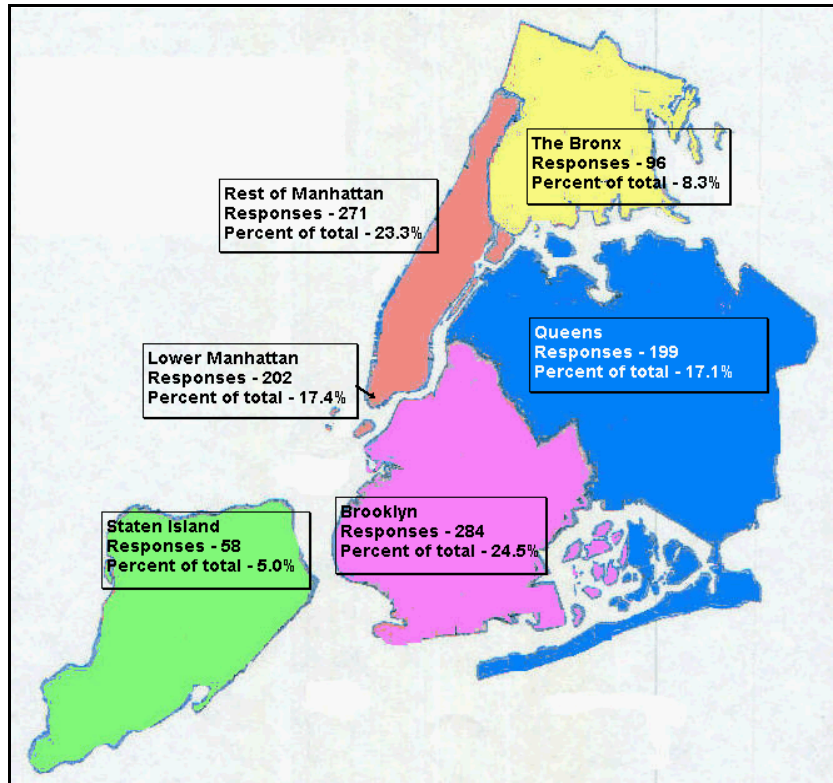 The Bronx
Responses - 96
Percent of total - 8.3%
Rest of Manhattan
Responses - 271
Percent of total - 23.3%
Queens
Responses - 199
Percent of total - 17.1%
Lower Manhattan
Responses - 202
Percent of total - 17.4%
Brooklyn
Responses - 284
Percent of total - 24.5%
Staten Island
Responses - 58
Percent of total - 5.0%